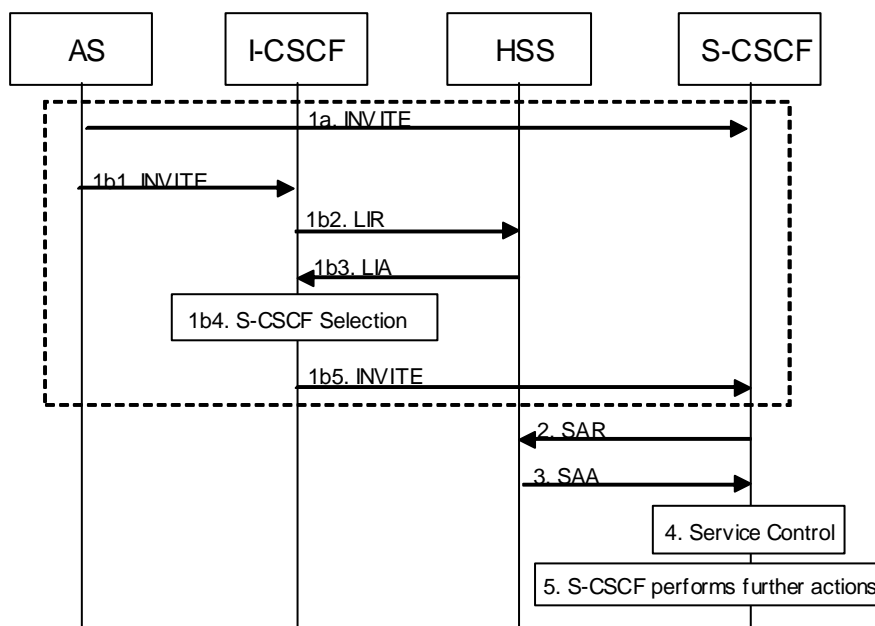 AS
I-CSCF
HSS
S-CSCF
1a. INVITE
1b1. INVITE
1b2. LIR
1b3. LIA
1b4. S-CSCF Selection
1b5. INVITE
2. SAR
3. SAA
4. Service Control
5. S-CSCF performs further actions